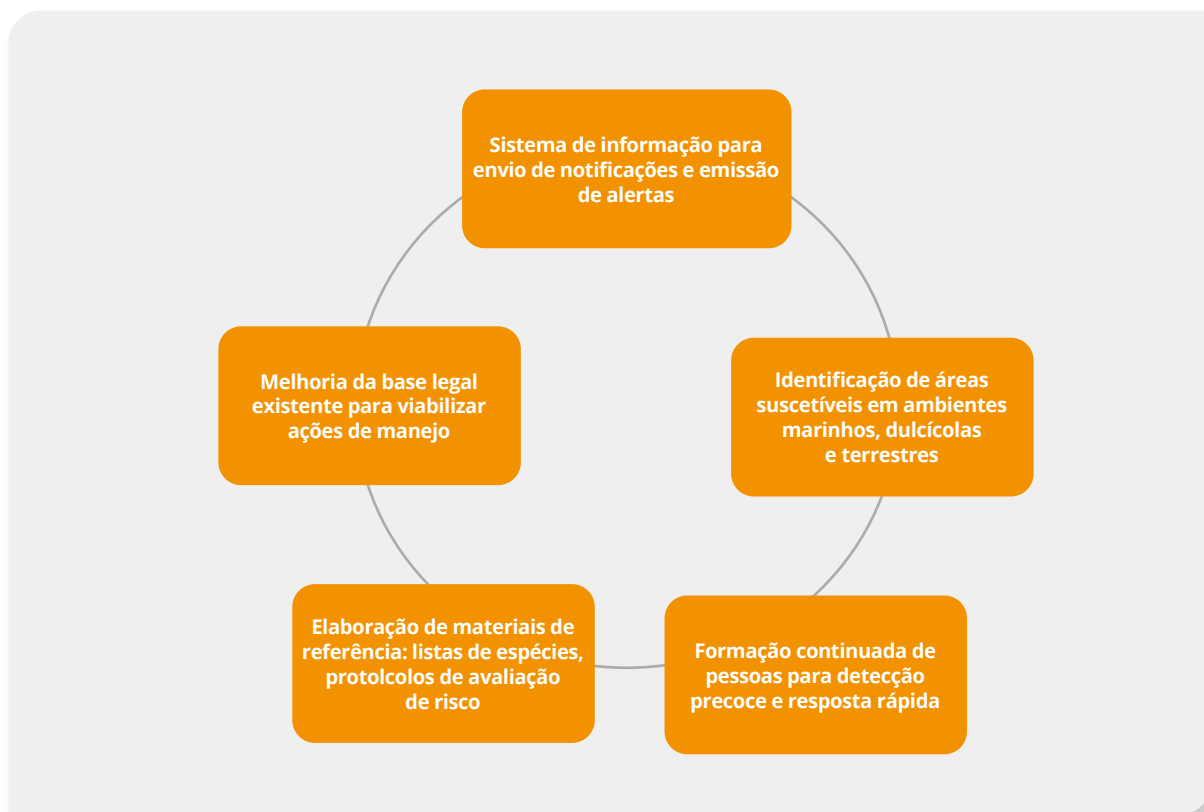 Sistema de informação para
envio de notificações e emissão
de alertas
Identificação de áreas
suscetíveis em ambientes
marinhos, dulcícolas
e terrestres
Formação continuada de
pessoas para detecção
precoce e resposta rápida
Elaboração de materiais de
referência: listas de espécies,
protolcolos de avaliação
de risco
Melhoria da base legal
existente para viabilizar
ações de manejo